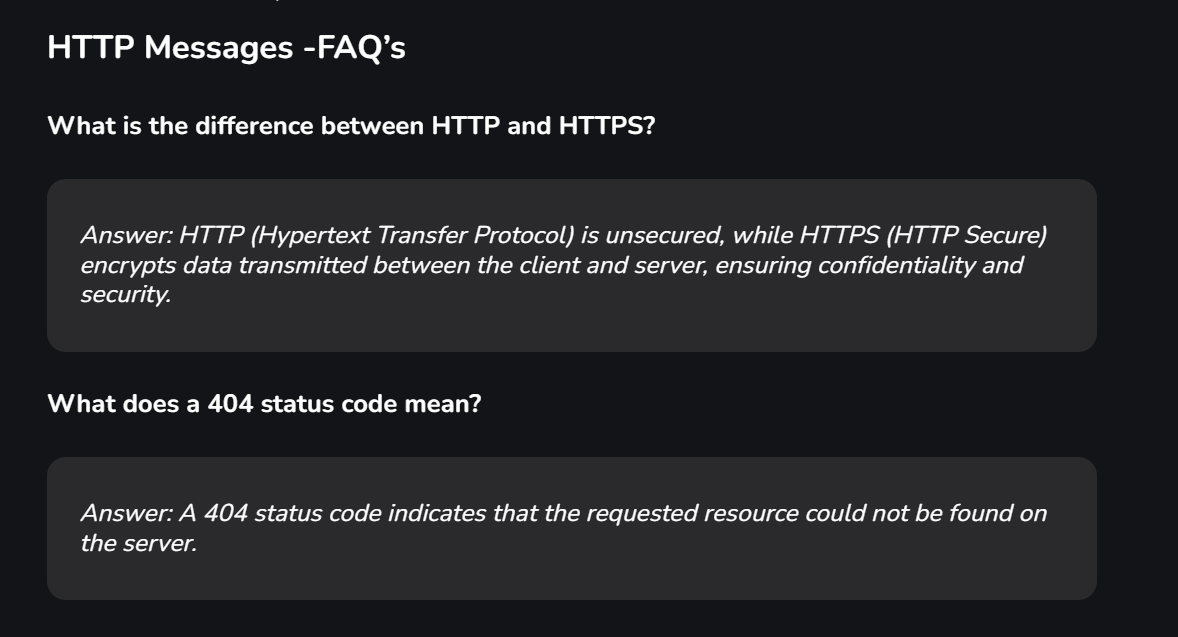 HTTP Messages -FAQ’s
What is the difference between HTTP and HTTPS?
Answer: HTTP (Hypertext Transfer Protocol) is unsecured, while HTTPS (HTTP Secure)
encrypts data transmitted between the client and server, ensuring confidentiality and
security.
What does a 404 status code mean?
Answer: A 404 status code indicates that the requested resource could not be found on
the server.